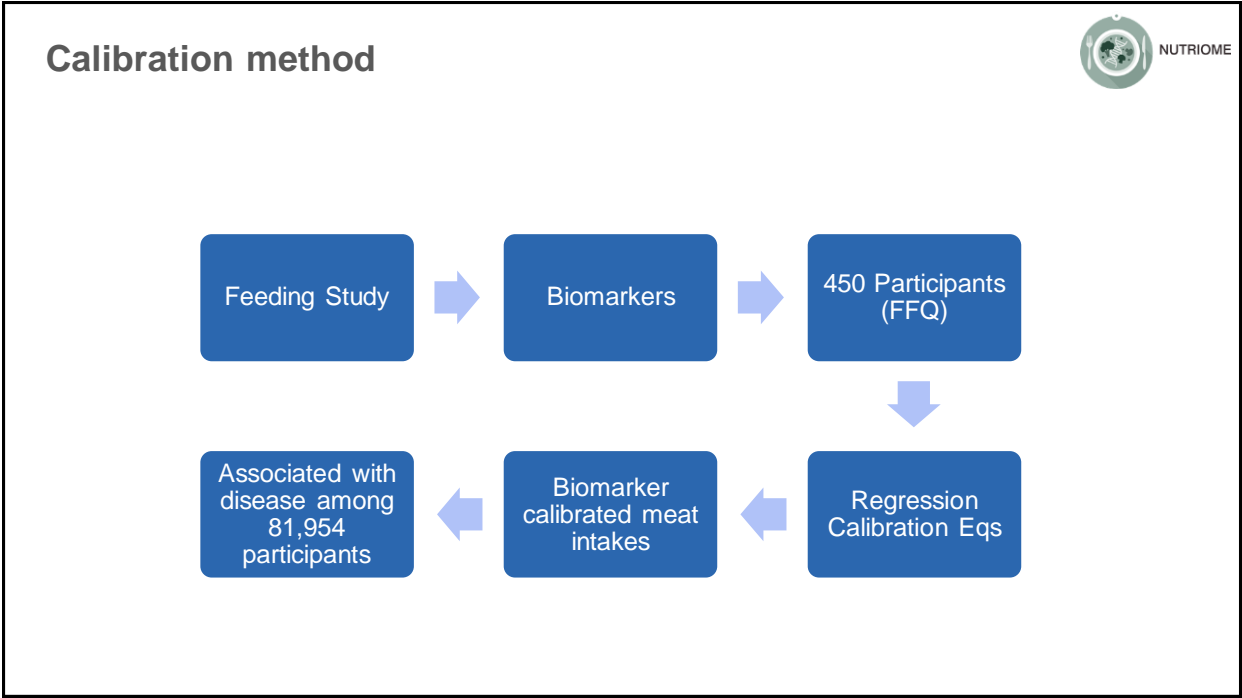 Calibration method
NUTRIOME
Feeding Study
Biomarkers
450 Participants
(FFQ)
Regression
Calibration Eqs
Biomarker
calibrated meat
intakes
Associated with
disease among
81,954
participants